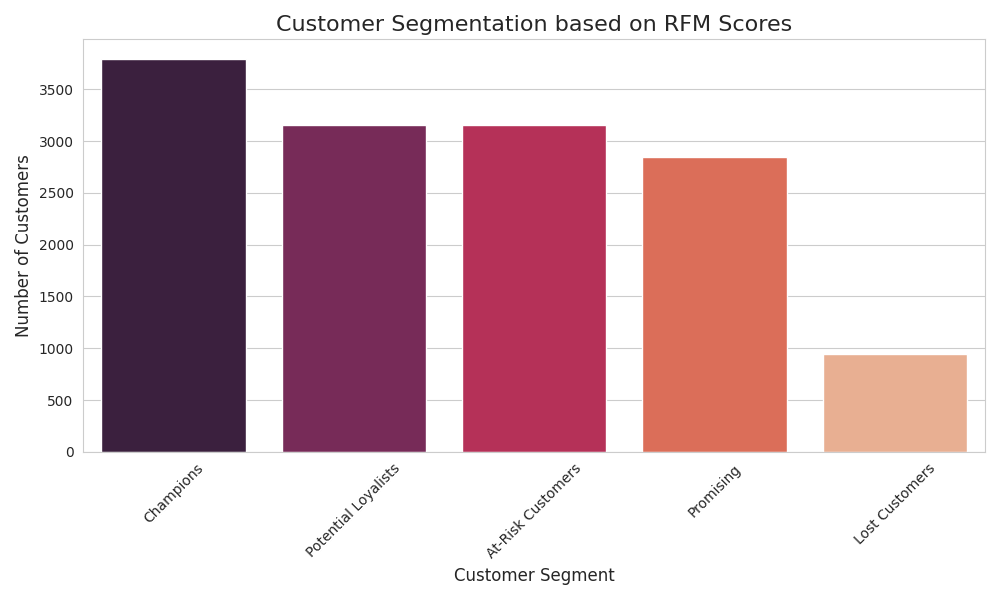 Customer Segmentation based on RFM Scores
Number of Customers
3500
3000
2500
2000
1500
1000
500
0
Champions
Potential Loyalists
At-Risk Customers
Promising
Lost Customers
Customer Segment